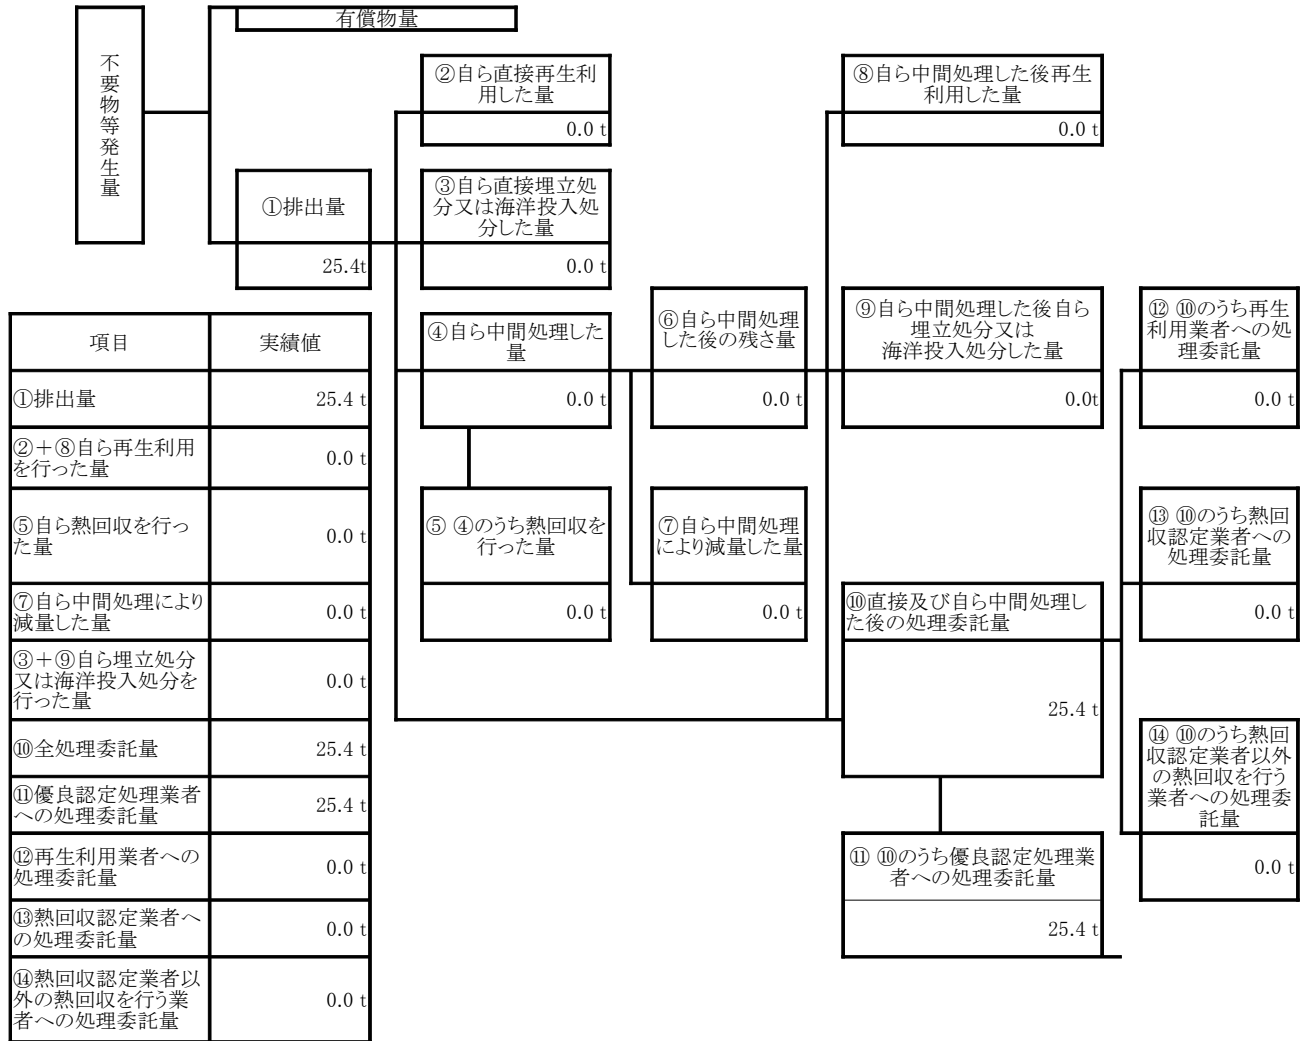 有償物量
不要物等発生量
②自ら直接再生利
用した量
0.0 t
⑧自ら中間処理した後再生
利用した量
0.0 t
①排出量
25.4t
③自ら直接埋立処
分又は海洋投入処
分した量
0.0 t
④自ら中間処理した
量
0.0 t
⑥自ら中間処理
した後の残さ量
0.0 t
⑨自ら中間処理した後自ら
埋立処分又は
海洋投入処分した量
0.0t
⑫ ⑩のうち再生
利用業者への処
理委託量
0.0 t
⑤ ④のうち熱回収を
行った量
0.0 t
⑦自ら中間処理
により減量した量
0.0 t
⑬ ⑩のうち熱回
収認定業者への
処理委託量
0.0 t
⑩直接及び自ら中間処理し
た後の処理委託量
25.4 t
⑭ ⑩のうち熱回
収認定業者以外
の熱回収を行う
業者への処理委
託量
0.0 t
⑪ ⑩のうち優良認定処理業
者への処理委託量
25.4 t
項目 実績値
①排出量 25.4 t
②＋⑧自ら再生利用
を行った量
0.0 t
⑤自ら熱回収を行っ
た量
0.0 t
⑦自ら中間処理により
減量した量
0.0 t
③＋⑨自ら埋立処分
又は海洋投入処分を
行った量
0.0 t
⑩全処理委託量 25.4 t
⑪優良認定処理業者
への処理委託量
25.4 t
⑫再生利用業者への
処理委託量
0.0 t
⑬熱回収認定業者へ
の処理委託量
0.0 t
⑭熱回収認定業者以
外の熱回収を行う業
者への処理委託量
0.0 t